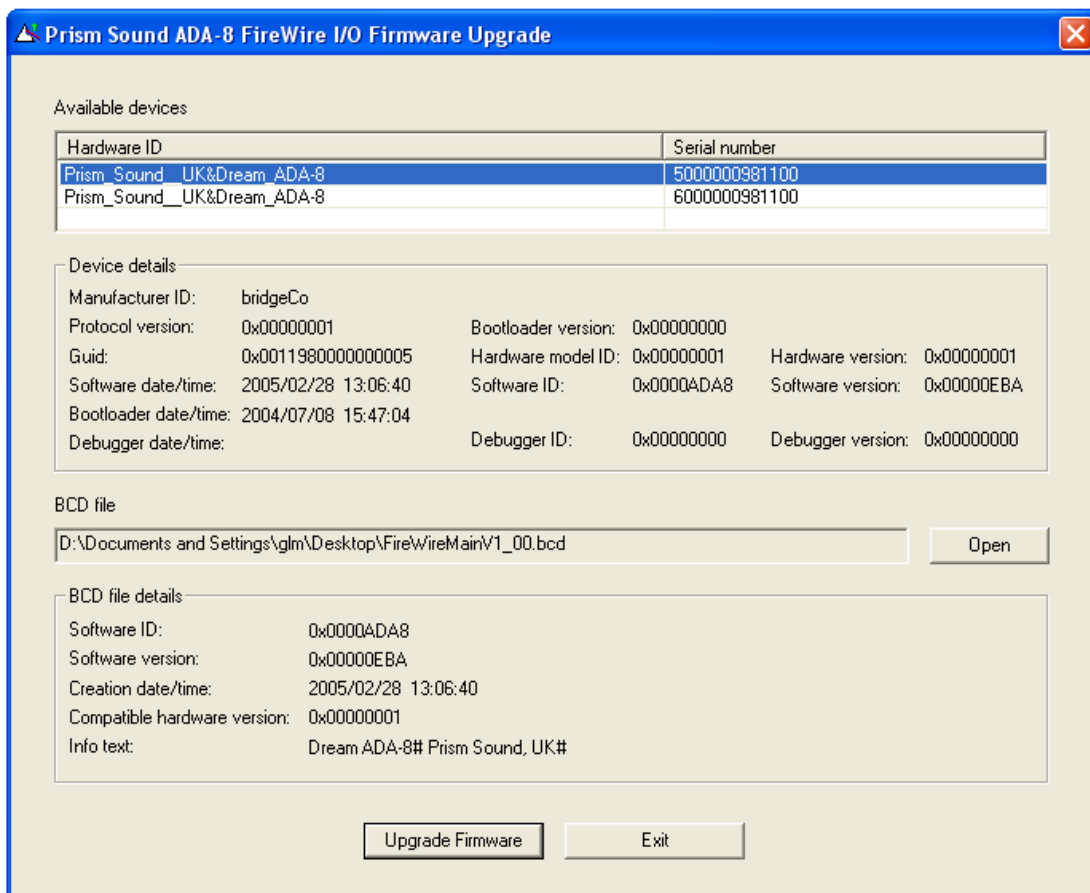 Prism Sound ADA-8 FireWire I/O Firmware Upgrade
Available devices
Hardware ID Serial number
Prism_Sound__UK&Dream_ADA-8 5000000981100
Prism_Sound__UK&Dream_ADA-8 6000000981100
Device details
Manufacturer ID: bridgeCo
Protocol version: 0x00000001 Bootloader version: 0x00000000
Guid: 0x0011980000000005 Hardware model ID: 0x00000001 Hardware version: 0x00000001
Software date/time: 2005/02/28 13:06:40 Software ID: 0x0000ADA8 Software version: 0x00000EBA
Bootloader date/time: 2004/07/08 15:47:04
Debugger date/time: Debugger ID: 0x00000000 Debugger version: 0x00000000
BCD file
D:\Documents and Settings\glm\Desktop\FireWireMainV1_00.bcd Open
BCD file details
Software ID: 0x0000ADA8
Software version: 0x00000EBA
Creation date/time: 2005/02/28 13:06:40
Compatible hardware version: 0x00000001
Info text: Dream ADA-8# Prism Sound, UK#
Upgrade Firmware Exit